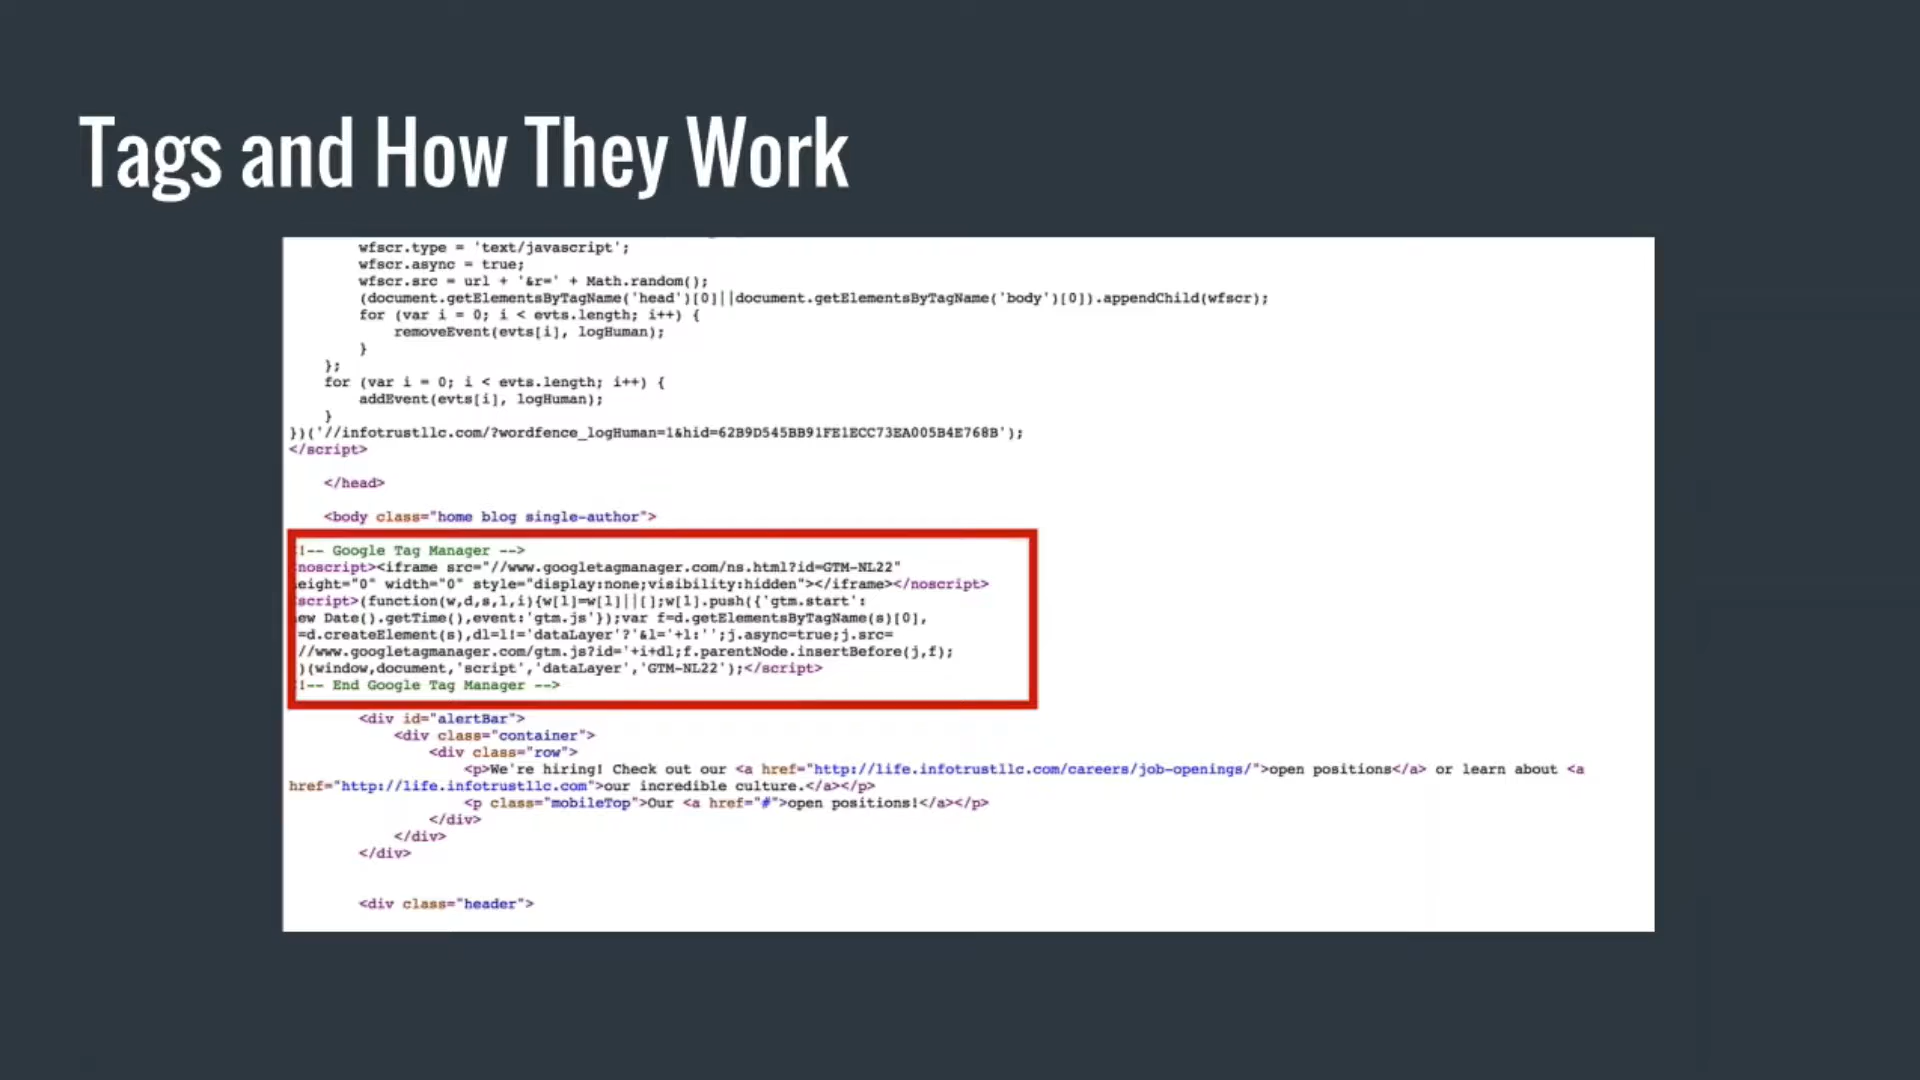 Tags and How They Work
wfscr.type = 'text/javascript';
wfscr.async = true;
wfscr.src = url + '&r=' + Math.random();
(document.getElementsByTagName('head')[0]||document.getElementsByTagName('body')[0]).appendChild(wfscr);
for (var i = 0; i < evts.length; i++) {
removeEvent(evts[i], logHuman);
}
};
for (var i = 0; i < evts.length; i++) {
addEvent(evts[i], logHuman);
}
})('//infotrustllc.com/?wordfence_logHuman=1&hid=62B9D545BB91FE1ECC73EA005B4E768B');
</script>
</head>
<body class="home blog single-author">
!-- Google Tag Manager -->
noscript><iframe src="//www.googletagmanager.com/ns.html?id=GTM-NL22"
eight="0" width="0" style="display:none;visibility:hidden"></iframe></noscript>
script>(function(w,d,s,l,i){w[l]=w[l]||[];w[l].push({'gtm.start':
ew Date().getTime(),event:'gtm.js'});var f=d.getElementsByTagName(s)[0],
=d.createElement(s),dl=l!='dataLayer'?'&l='+l:'';j.async=true;j.src=
//www.googletagmanager.com/gtm.js?id='+i+dl;f.parentNode.insertBefore(j,f);
)(window,document,'script','dataLayer','GTM-NL22');</script>
!-- End Google Tag Manager -->
<div id="alertBar">
<div class="container">
<div class="row">
<p>We're hiring! Check out our <a href="http://life.infotrustllc.com/careers/job-openings/">open positions</a> or learn about <a
href="http://life.infotrustllc.com">our incredible culture.</a></p>
<p class="mobileTop">Our <a href="#">open positions!</a></p>
</div>
</div>
</div>
<div class="header">